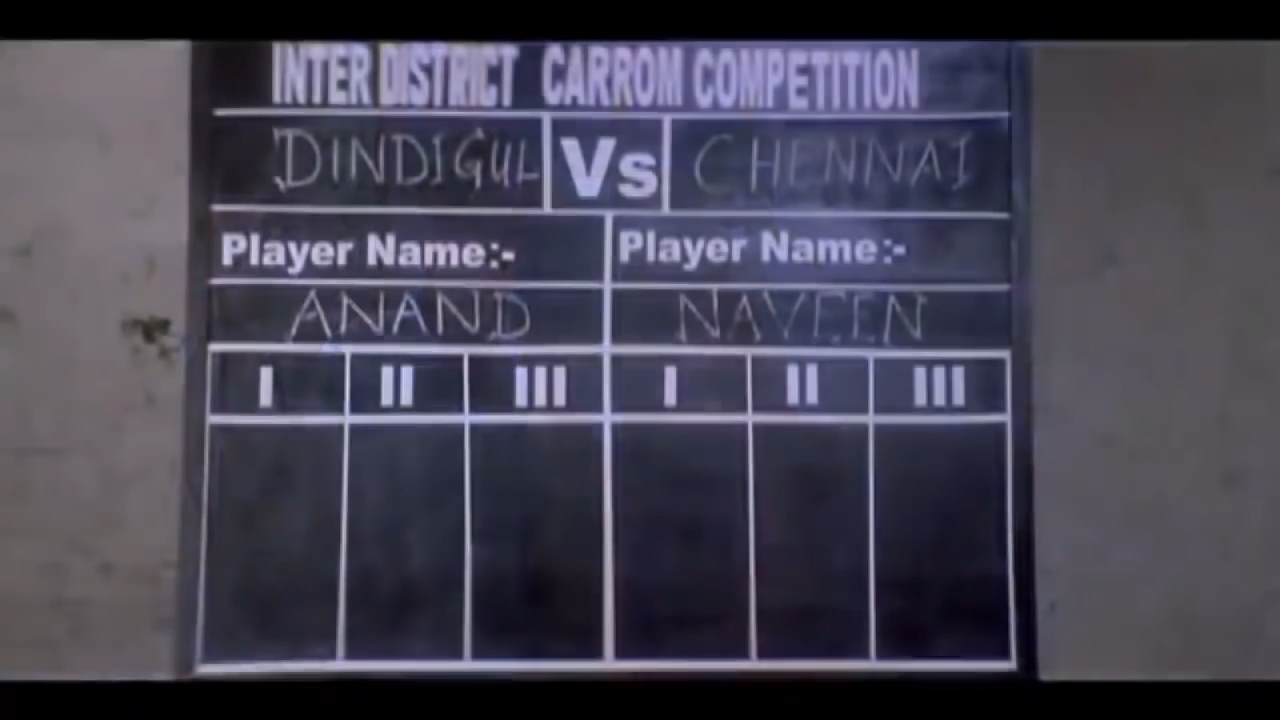 INTER DISTRICT CARROM COMPETITION
DINDIGUL Vs CHENNAI
Player Name:- Player Name:-
ANAND NAVEEN
I II III I II III